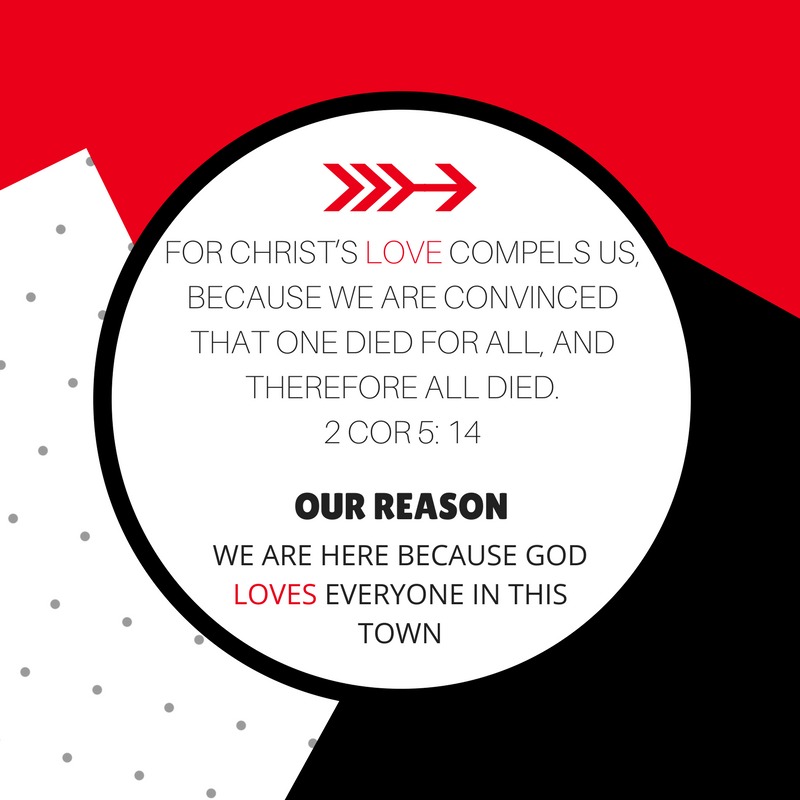 FOR CHRIST'S LOVE COMPELS US,
BECAUSE WE ARE CONVINCED
THAT ONE DIED FOR ALL, AND
THEREFORE ALL DIED.
2 COR 5: 14
OUR REASON
WE ARE HERE BECAUSE GOD
LOVES EVERYONE IN THIS
TOWN